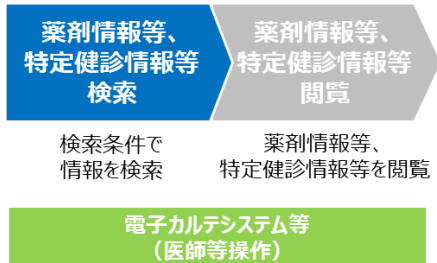 薬剤情報等、
特定健診情報等
検索
薬剤情報等、
特定健診情報等
閲覧
検索条件で
情報を検索
薬剤情報等、
特定健診情報等を閲覧
電子カルテシステム等
（医師等操作）